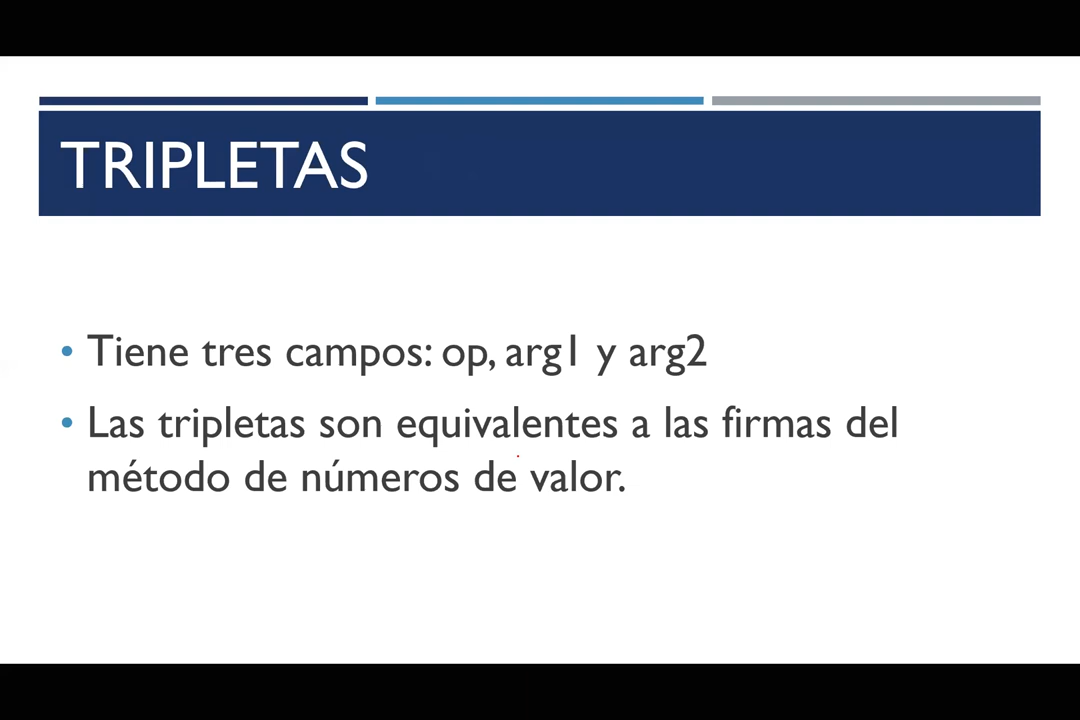 TRIPLETAS
• Tiene tres campos: op, arg1 y arg2
• Las tripletas son equivalentes a las firmas del
método de números de valor.